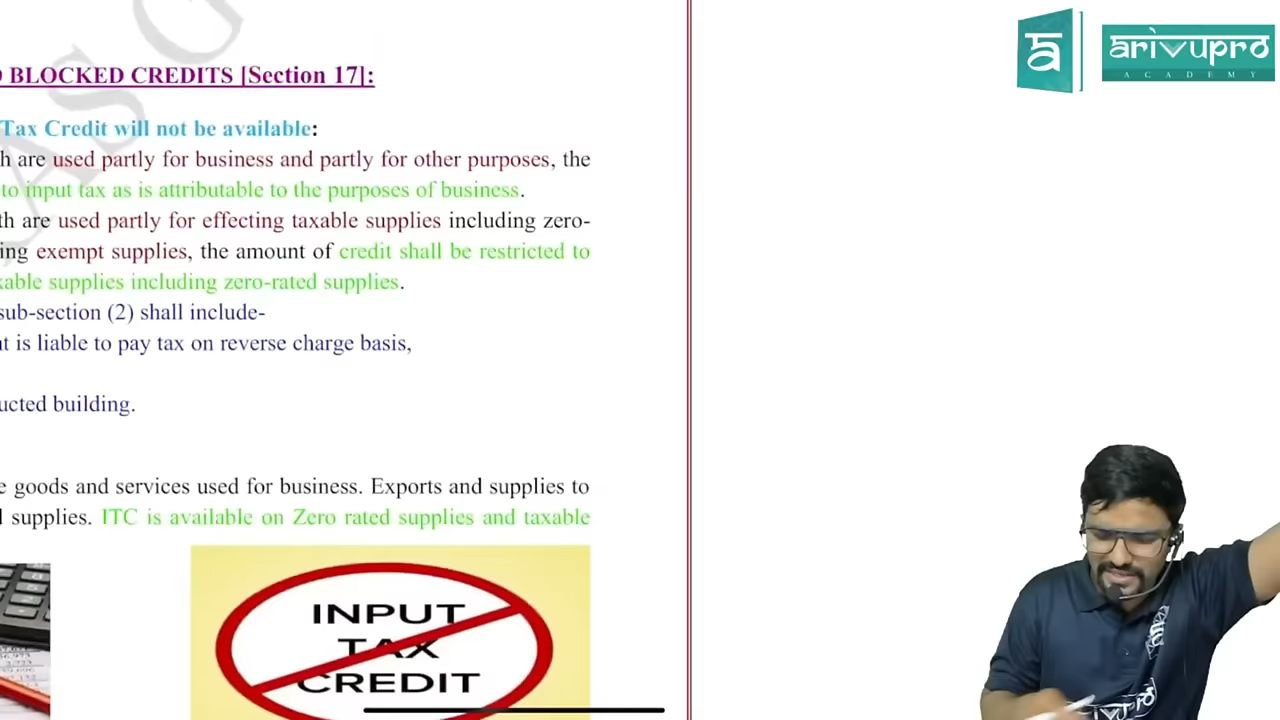 BLOCKED CREDITS [Section 17]:
Tax Credit will not be available:
are used partly for business and partly for other purposes, the
to input tax as is attributable to the purposes of business.
are used partly for effecting taxable supplies including zero-
exempt supplies, the amount of credit shall be restricted to
supplies including zero-rated supplies.
sub-section (2) shall include-
is liable to pay tax on reverse charge basis,
building.
goods and services used for business. Exports and supplies to
supplies. ITC is available on Zero rated supplies and taxable
INPUT
TAX
CREDIT
arivupro
ACADEMY